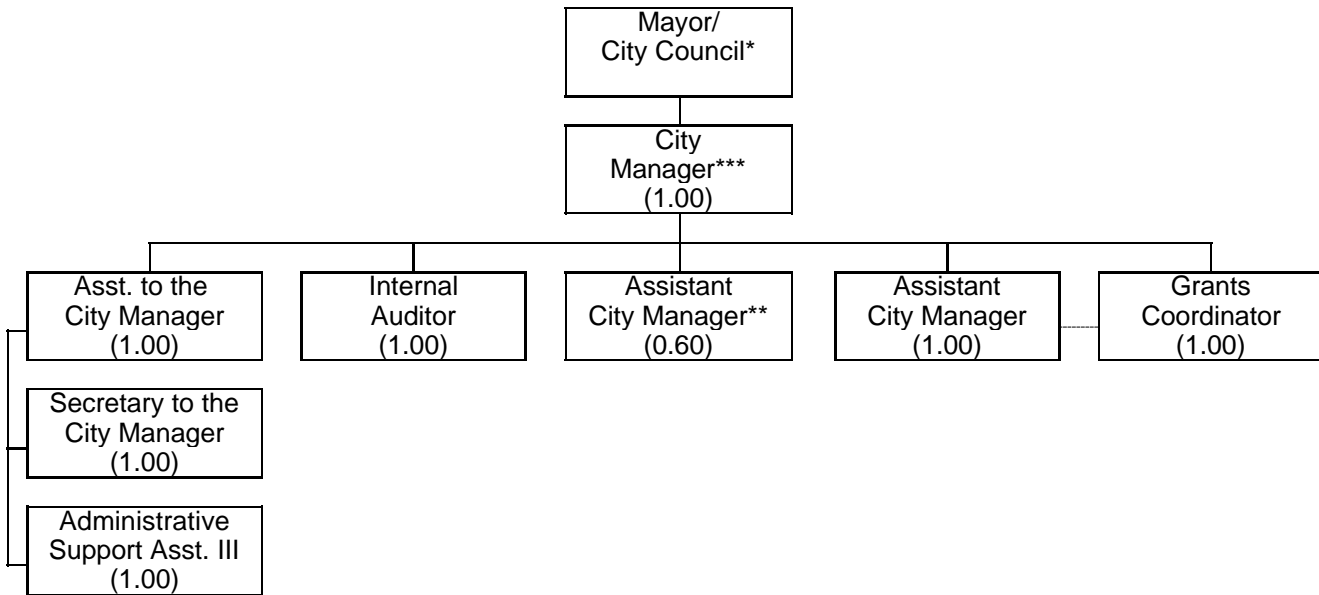 Mayor/
City Council*
City
Manager***
(1.00)
Asst. to the
City Manager
(1.00)
Internal
Auditor
(1.00)
Assistant
City Manager**
(0.60)
Assistant
City Manager
(1.00)
Grants
Coordinator
(1.00)
Secretary to the
City Manager
(1.00)
Administrative
Support Asst. III
(1.00)